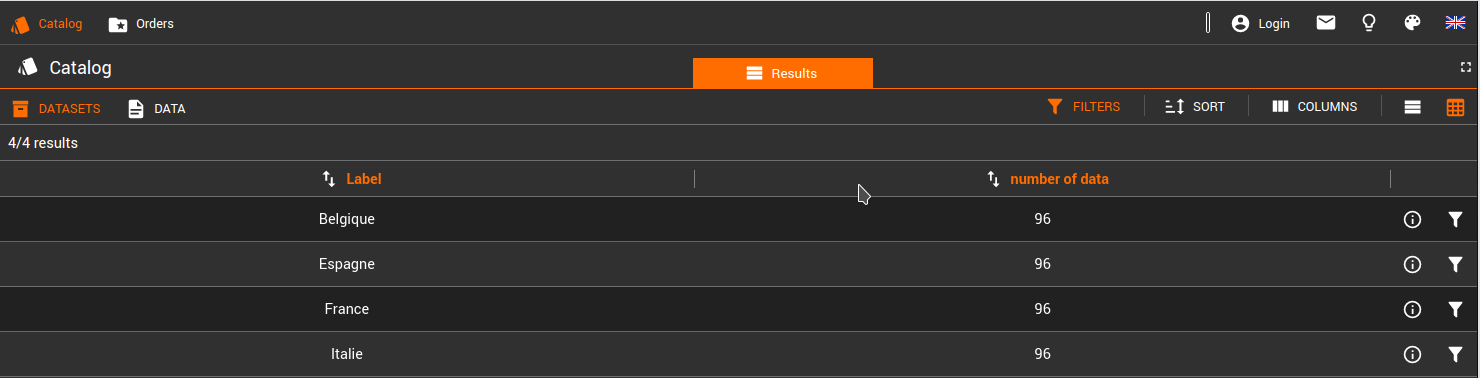 Catalog Orders Login
Catalog Results
DATASETS DATA FILTERS SORT COLUMNS
4/4 results
Label number of data
Belgique 96
Espagne 96
France 96
Italie 96